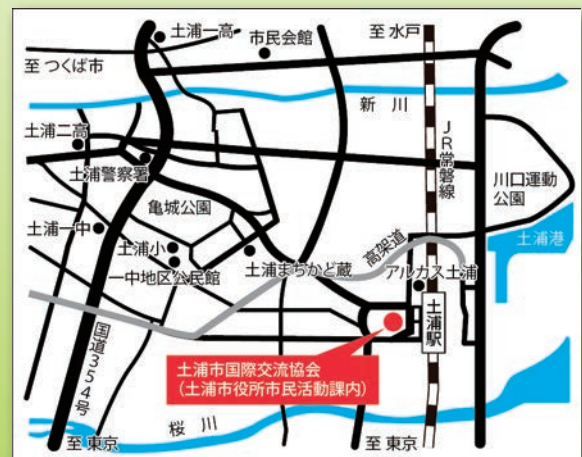 土浦一高
市民会館
至 水戸
至 つくば市
新川
土浦二高
JR常磐線
土浦警察署
川口運動
公園
亀城公園
土浦一中
土浦小
土浦港
高架道
一中地区公民館
土浦まちかど蔵
アルカス土浦
土浦駅
国道354号
土浦市国際交流協会
(土浦市役所市民活動課内)
桜川
至 東京
至 東京